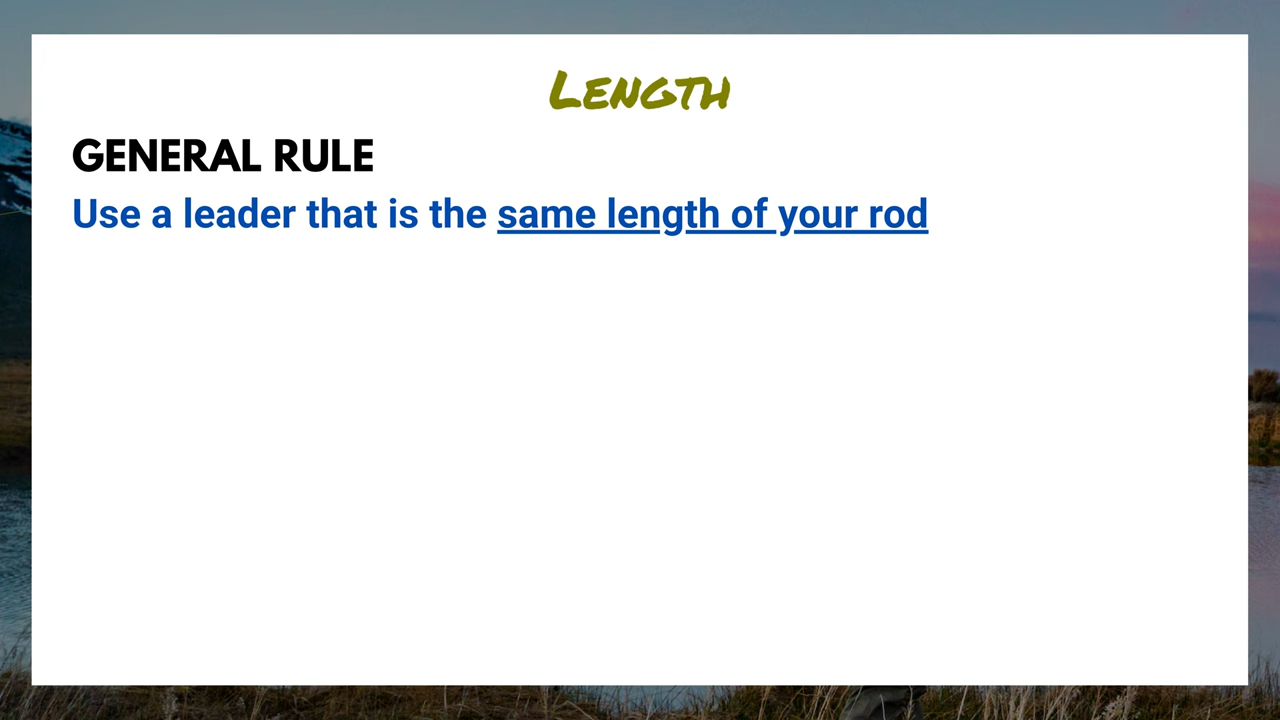 Length
GENERAL RULE
Use a leader that is the same length of your rod